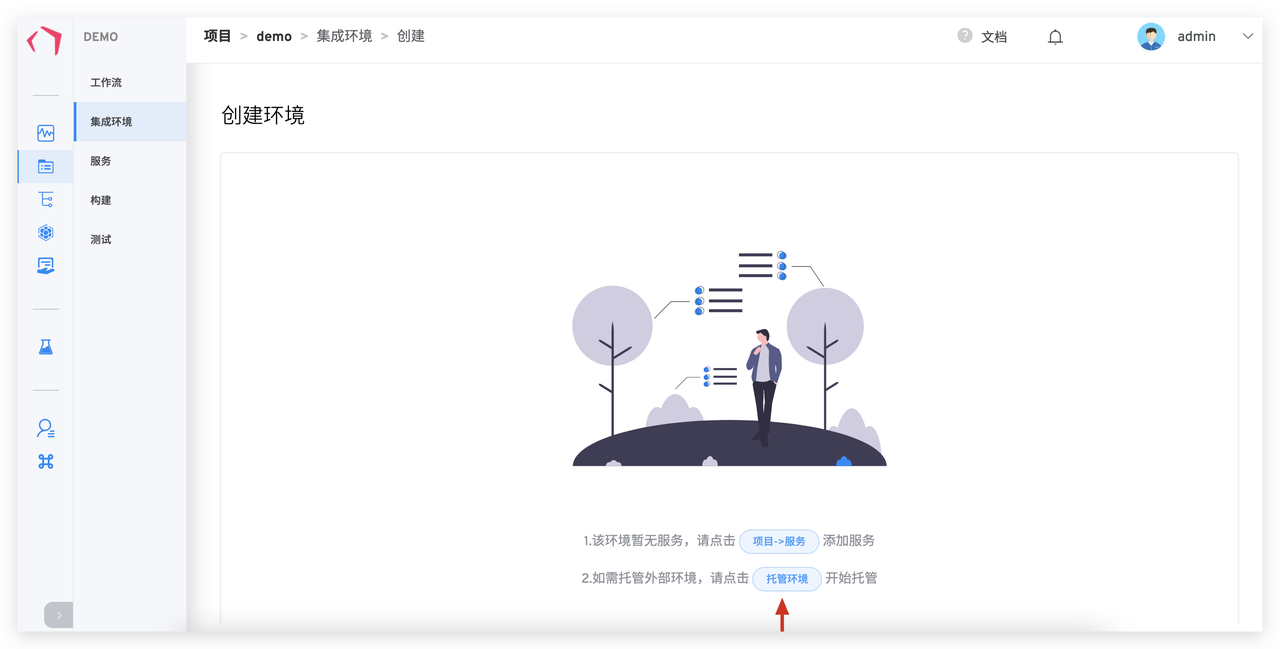 DEMO
项目 > demo > 集成环境 > 创建
? 文档
admin
工作流
集成环境
服务
构建
测试
创建环境
1.该环境暂无服务，请点击 项目->服务 添加服务
2.如需托管外部环境，请点击 托管环境 开始托管